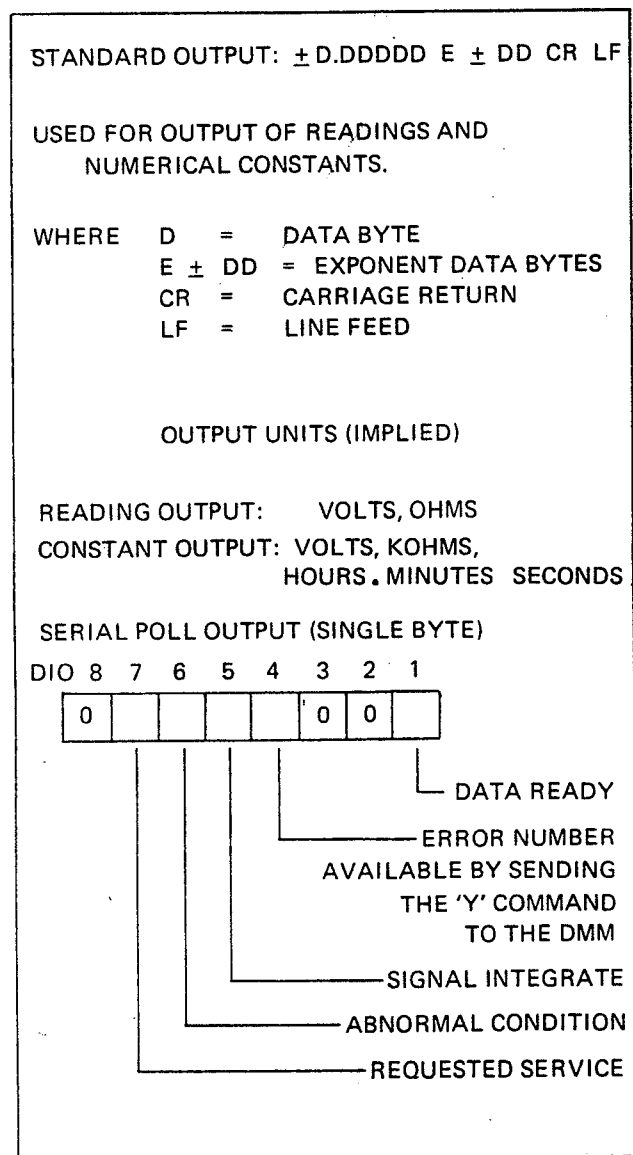 STANDARD OUTPUT: ± D.DDDDD E ± DD CR LF
USED FOR OUTPUT OF READINGS AND
NUMERICAL CONSTANTS.
WHERE D = DATA BYTE
E ± DD = EXPONENT DATA BYTES
CR = CARRIAGE RETURN
LF = LINE FEED
OUTPUT UNITS (IMPLIED)
READING OUTPUT: VOLTS, OHMS
CONSTANT OUTPUT: VOLTS, KOHMS,
HOURS.MINUTES SECONDS
SERIAL POLL OUTPUT (SINGLE BYTE)
DIO 8 7 6 5 4 3 2 1
0 0 0
DATA READY
ERROR NUMBER
AVAILABLE BY SENDING
THE 'Y' COMMAND
TO THE DMM
SIGNAL INTEGRATE
ABNORMAL CONDITION
REQUESTED SERVICE